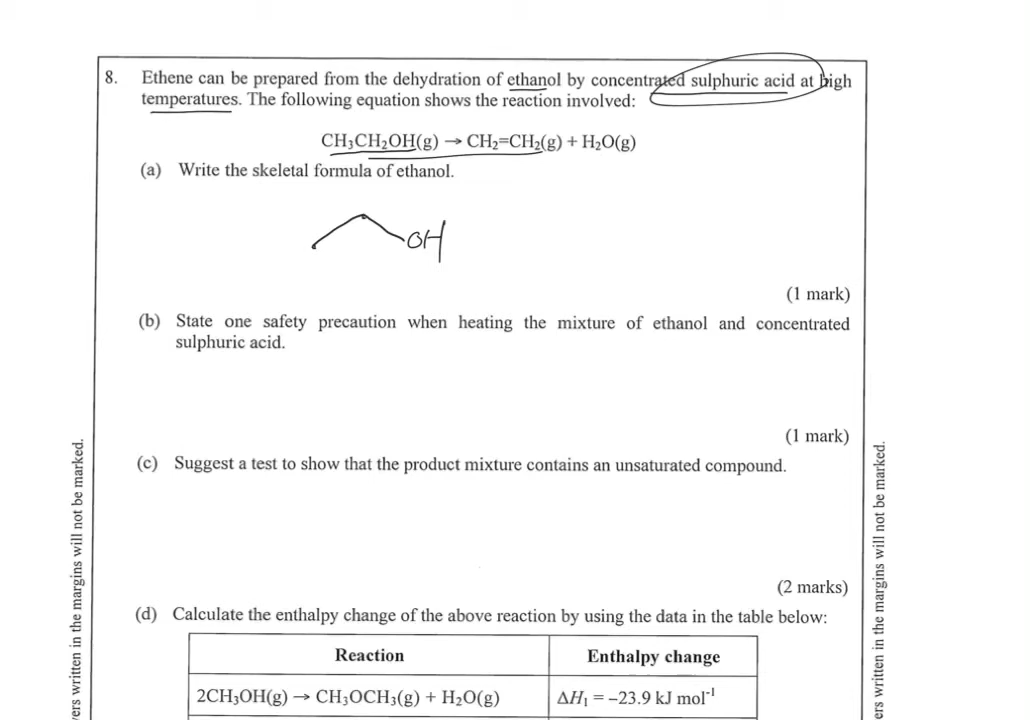 8. Ethene can be prepared from the dehydration of ethanol by concentrated sulphuric acid at high
temperatures. The following equation shows the reaction involved:
CH₃CH₂OH(g) → CH₂=CH₂(g) + H₂O(g)
(a) Write the skeletal formula of ethanol.
OH
(1 mark)
(b) State one safety precaution when heating the mixture of ethanol and concentrated
sulphuric acid.
(1 mark)
(c) Suggest a test to show that the product mixture contains an unsaturated compound.
(2 marks)
(d) Calculate the enthalpy change of the above reaction by using the data in the table below:
Reaction Enthalpy change
2CH₃OH(g) → CH₃OCH₃(g) + H₂O(g) ΔH₁ = –23.9 kJ mol⁻¹
ers written in the margins will not be marked.
ers written in the margins will not be marked.